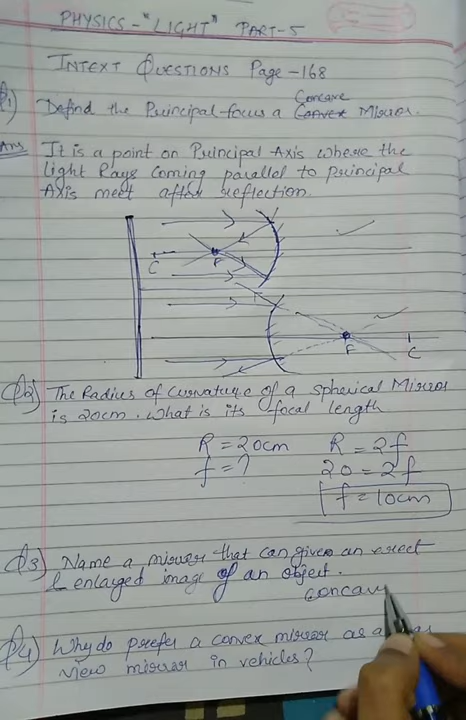 PHYSICS - "LIGHT" PART-5
INTEXT QUESTIONS Page-168
Q1) Defind the Principal focus a Concave Convex Mirror.
Ans It is a point on Principal Axis where the
light Rays coming parallel to principal
Axis meet after reflection.
C F
F C
Q2) The Radius of Curvature of a spherical Mirror
is 20cm. What is its focal length
R = 20cm R = 2f
f = ? 20 = 2f
f = 10cm
Q3) Name a mirror that can given an erect
& enlarged image of an object.
Concav
Q4) Why do prefer a convex mirror as a
view mirror in vehicles?